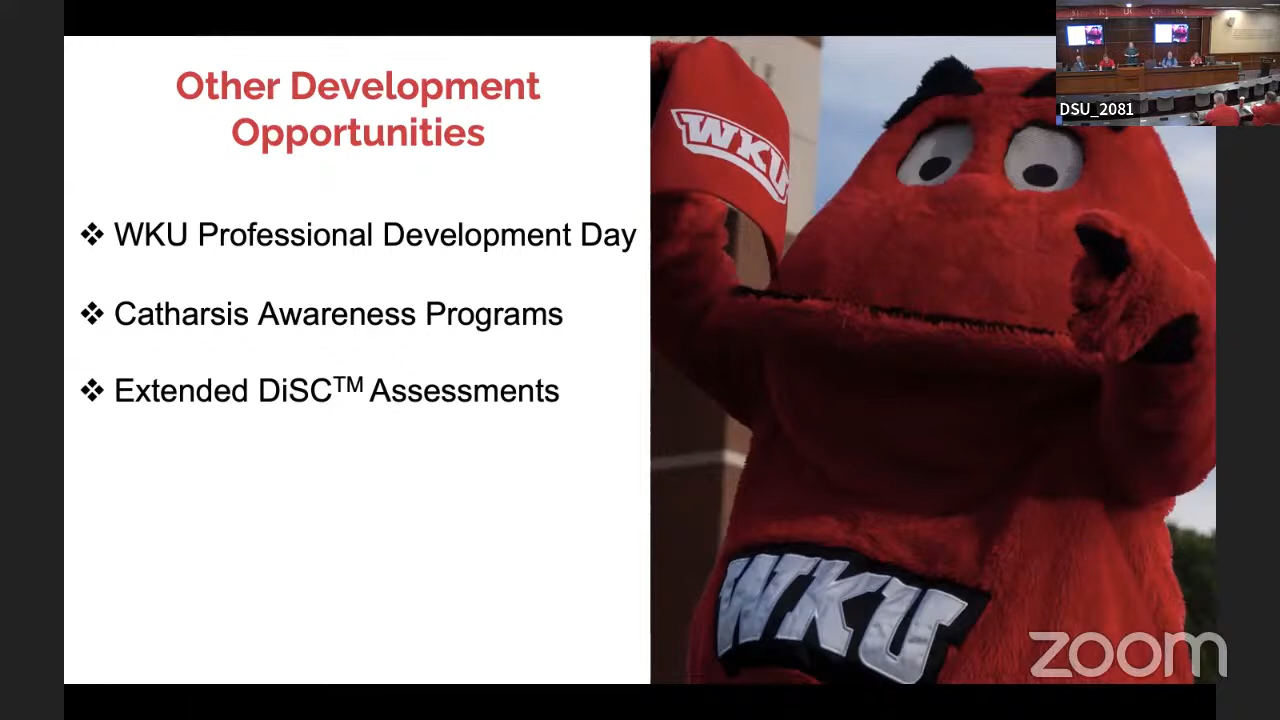 Other Development
Opportunities
❖ WKU Professional Development Day
❖ Catharsis Awareness Programs
❖ Extended DiSC™ Assessments
WKU
WKU
DSU_2081
zoom